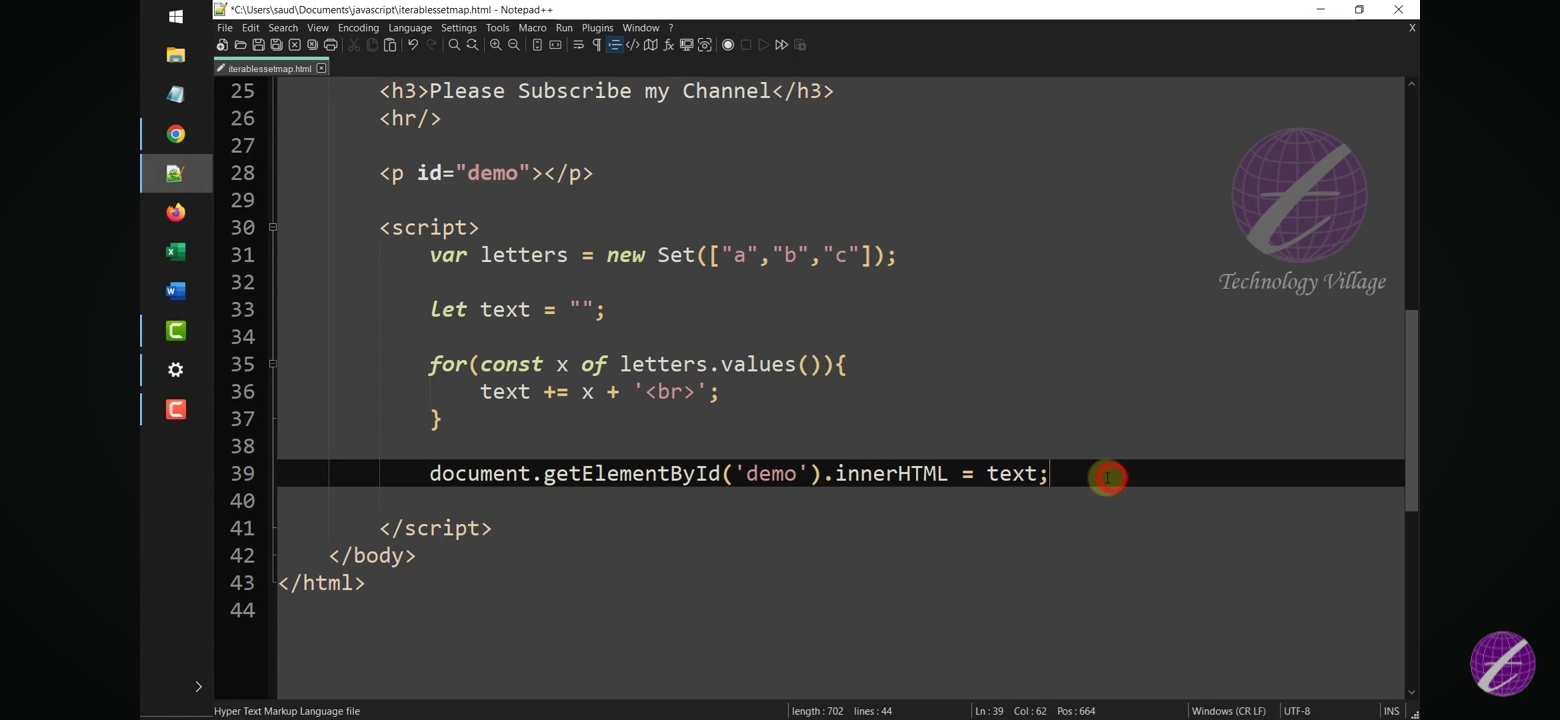 *C:\Users\saud\Documents\javascript\iterablessetmap.html - Notepad++
File Edit Search View Encoding Language Settings Tools Macro Run Plugins Window ? X
iterablessetmap.html
25 <h3>Please Subscribe my Channel</h3>
26 <hr/>
27
28 <p id="demo"></p>
29
30 <script>
31 var letters = new Set(["a","b","c"]);
32
33 let text = "";
34
35 for(const x of letters.values()){
36 text += x + '<br>';
37 }
38
39 document.getElementById('demo').innerHTML = text;
40
41 </script>
42 </body>
43 </html>
44
Technology Village
Hyper Text Markup Language file length : 702 lines : 44 Ln : 39 Col : 62 Pos : 664 Windows (CR LF) UTF-8 INS